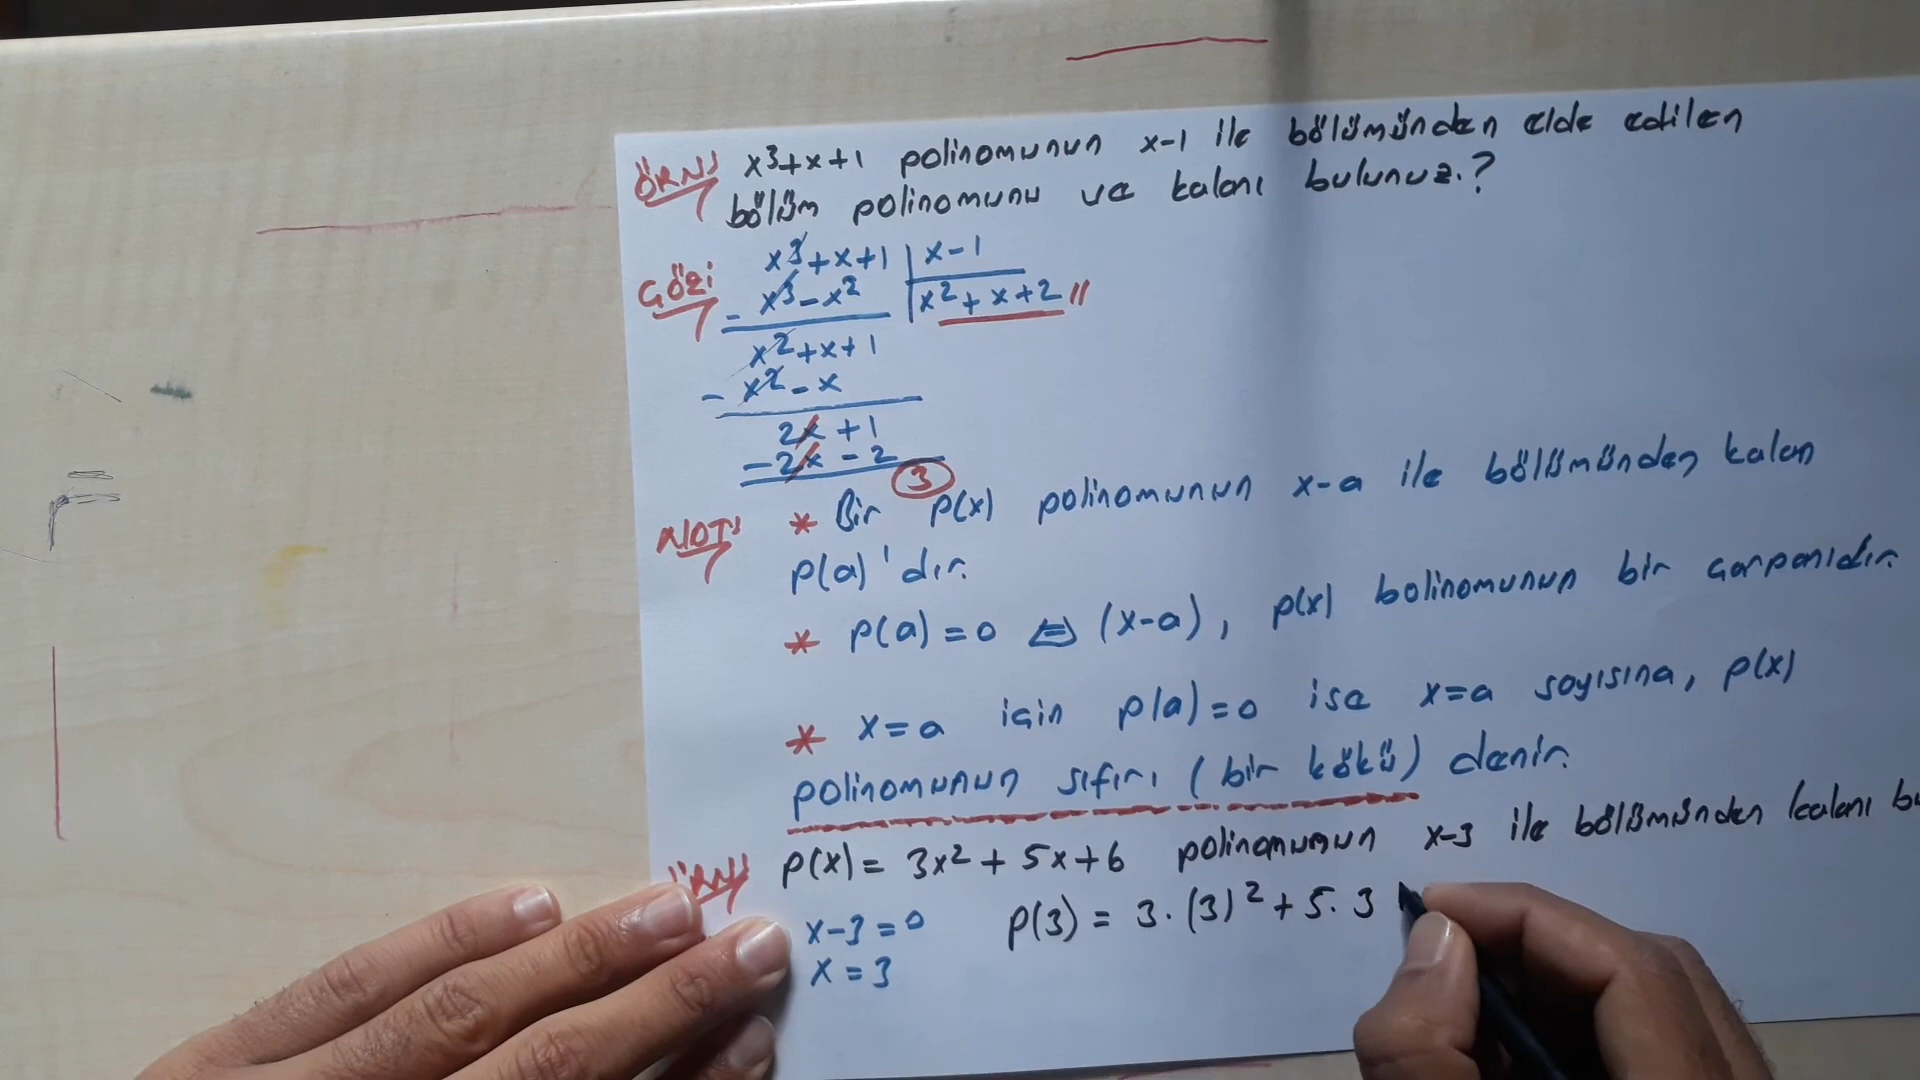 ÖRN: x³+x+1 polinomunun x-1 ile bölümünden elde edilen
bölüm polinomunu ve kalanı bulunuz.?
Çöz: x³+x+1 | x-1
- x³-x² x²+x+2 //
x²+x+1
- x²-x
2x+1
-2x-2
3
NOT: * Bir p(x) polinomunun x-a ile bölümünden kalan
p(a)'dır.
* p(a)=0 ⇔ (x-a), p(x) bolinomunun bir çarpanıdır.
* x=a için p(a)=0 ise x=a sayısına, p(x)
polinomunun sıfırı (bir kökü) denir.
p(x)= 3x²+5x+6 polinomunun x-3 ile bölümünden kalanı
x-3=0 p(3)= 3.(3)²+5.3
x=3